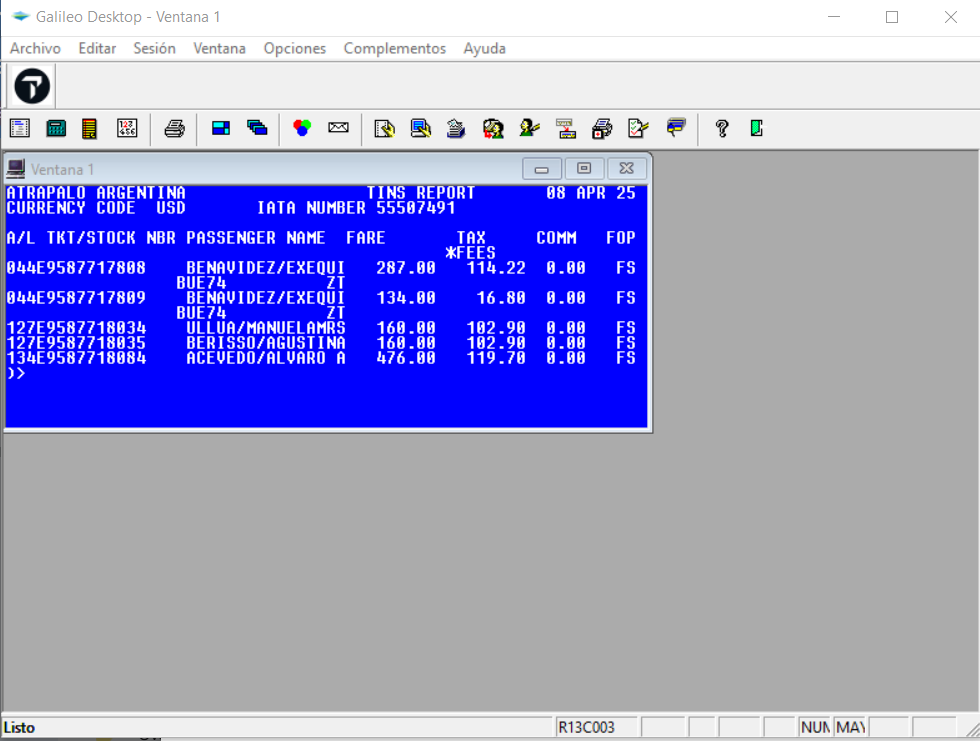 Galileo Desktop - Ventana 1
Archivo Editar Sesión Ventana Opciones Complementos Ayuda
Ventana 1
ATRAPALO ARGENTINA TINS REPORT 08 APR 25
CURRENCY CODE USD IATA NUMBER 55507491
A/L TKT/STOCK NBR PASSENGER NAME FARE TAX COMM FOP
*FEES
044E9587717808 BENAVIDEZ/EXEQUI 287.00 114.22 0.00 FS
BUE74 ZT
044E9587717809 BENAVIDEZ/EXEQUI 134.00 16.80 0.00 FS
BUE74 ZT
127E9587718034 ULLUA/MANUELAMRS 160.00 102.90 0.00 FS
127E9587718035 BERISSO/AGUSTINA 160.00 102.90 0.00 FS
134E9587718084 ACEVEDO/ALVARO A 476.00 119.70 0.00 FS
)>
Listo R13C003 NUM MAY